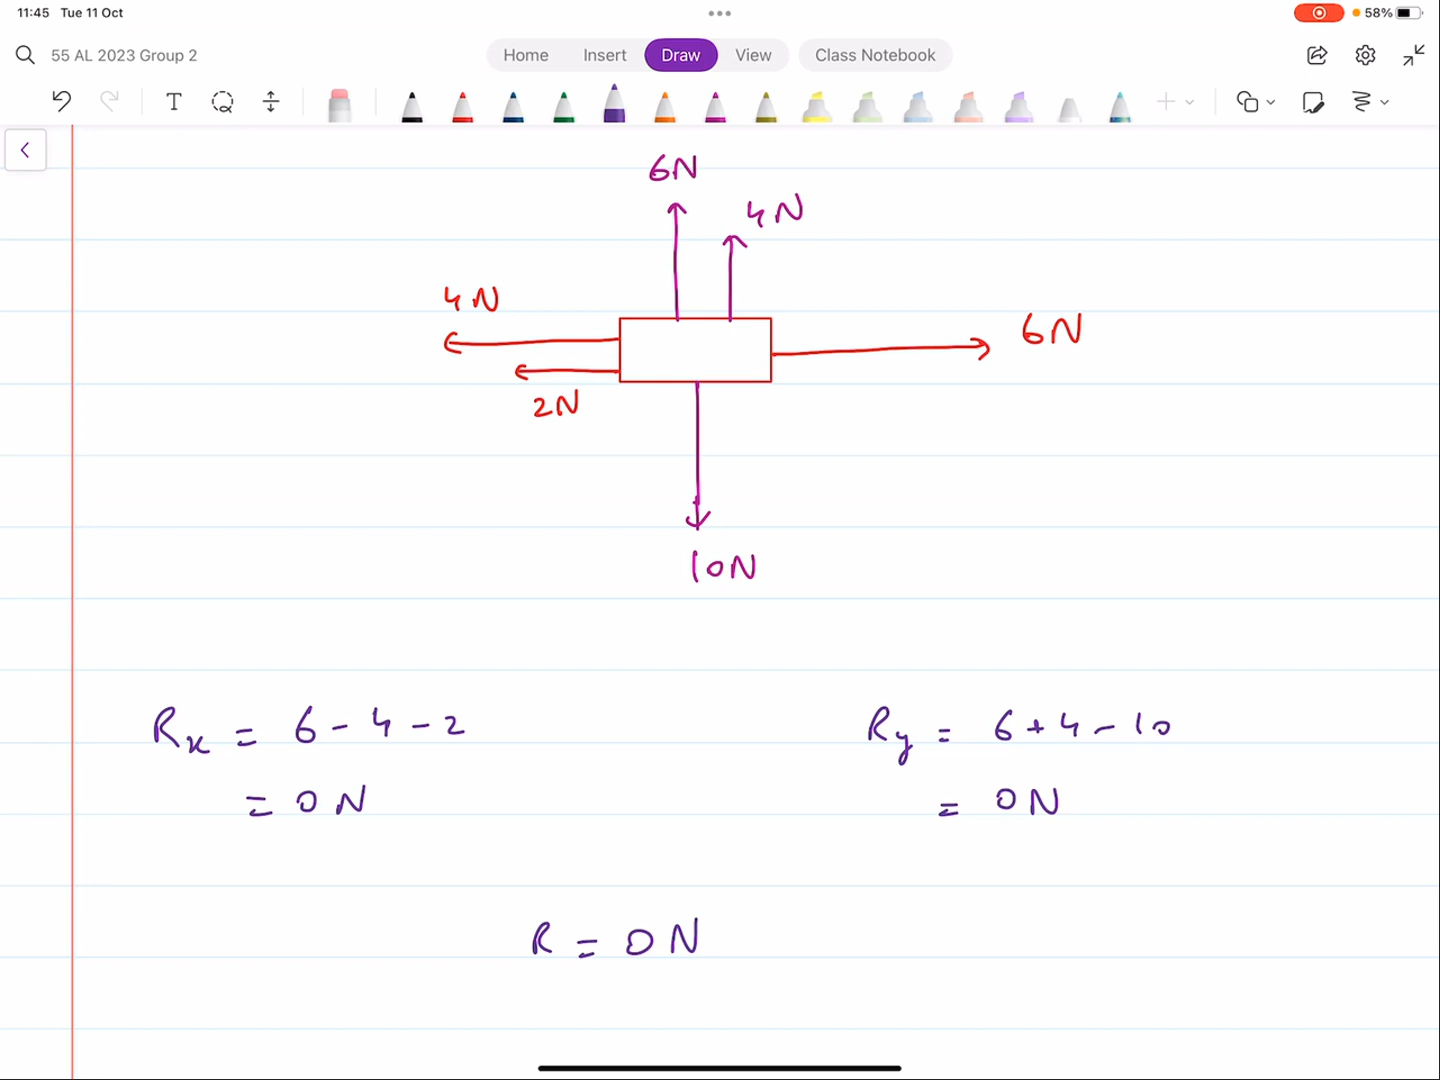 11:45 Tue 11 Oct
58%
55 AL 2023 Group 2
Home Insert Draw View Class Notebook
T
6N
4N
4N
6N
2N
10N
Rx = 6 - 4 - 2
= 0 N
Ry = 6 + 4 - 10
= 0 N
R = 0 N